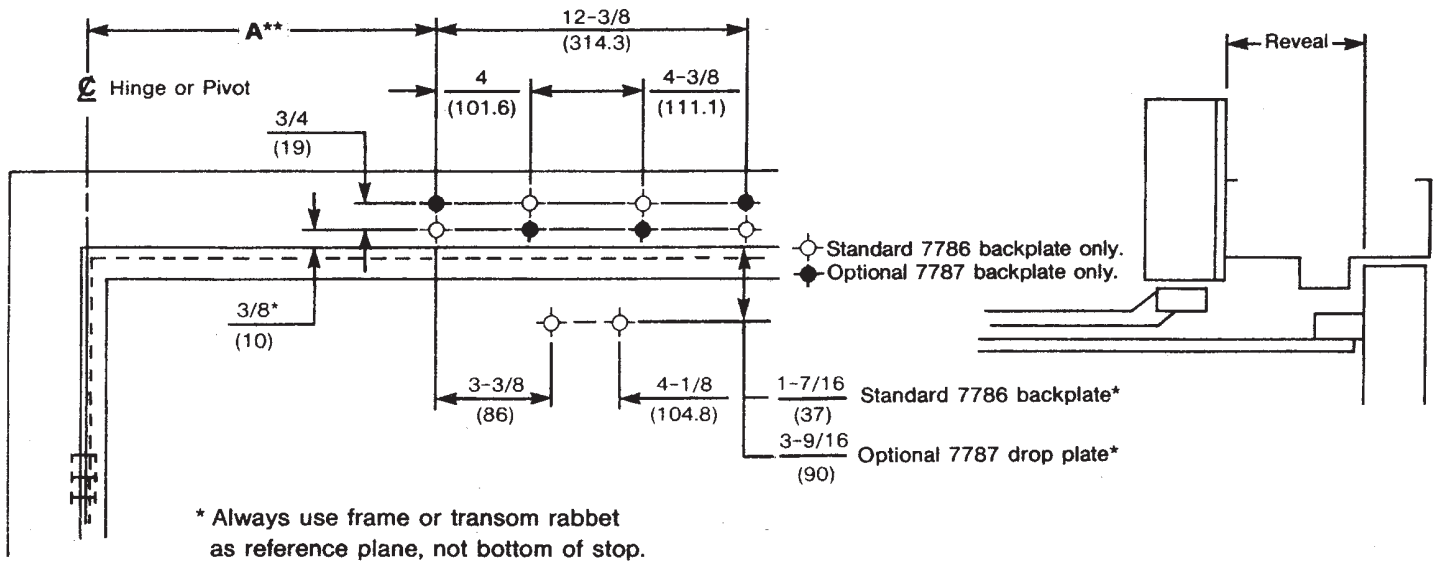 A**
12-3/8
(314.3)
Reveal
℄ Hinge or Pivot
4
(101.6)
4-3/8
(111.1)
3/4
(19)
Standard 7786 backplate only.
Optional 7787 backplate only.
3/8*
(10)
3-3/8
(86)
4-1/8
(104.8)
1-7/16
(37)
Standard 7786 backplate*
3-9/16
(90)
Optional 7787 drop plate*
* Always use frame or transom rabbet
as reference plane, not bottom of stop.